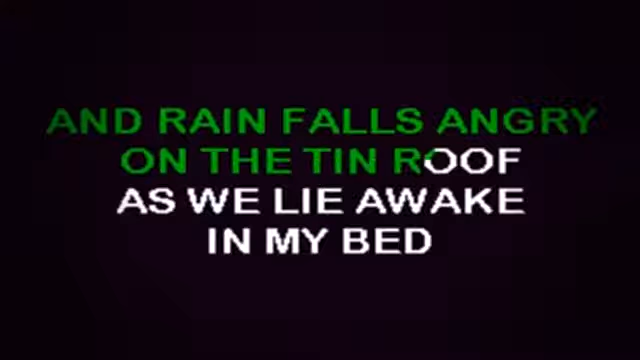 AND RAIN FALLS ANGRY
ON THE TIN ROOF
AS WE LIE AWAKE
IN MY BED